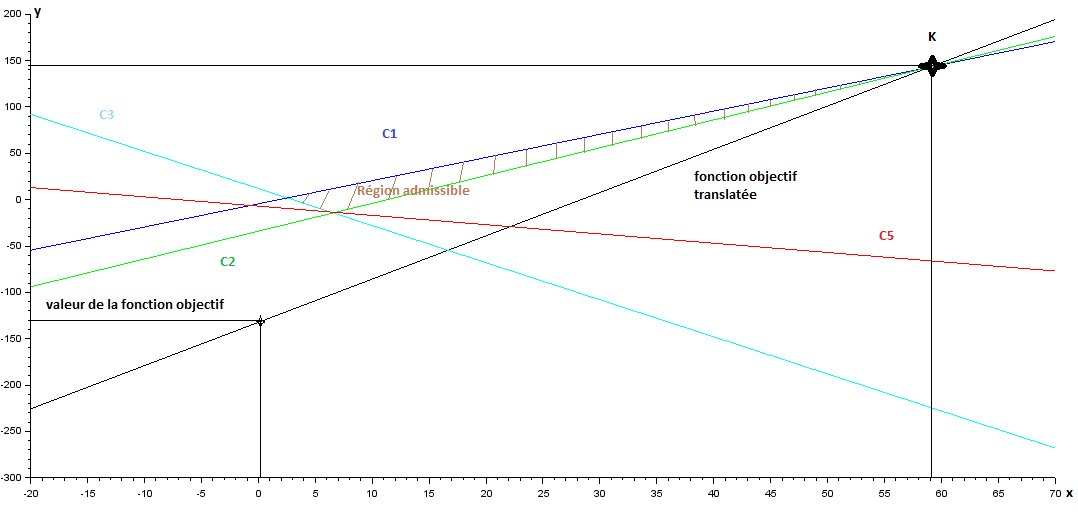 y
200
150
100
50
0
-50
-100
-150
-200
-250
-300
K
C3
C1
Région admissible
fonction objectif
translatée
C5
C2
valeur de la fonction objectif
-20 -15 -10 -5 0 5 10 15 20 25 30 35 40 45 50 55 60 65 70 x